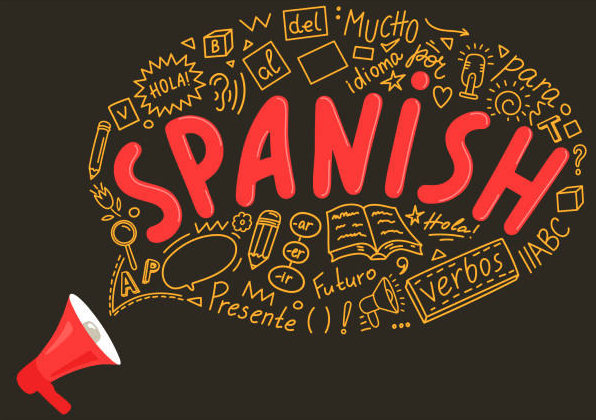 del
MUCHO
B
HOLA!
al
idioma
por
para
V
SPANISH
T
?
-ar
-er
-ir
Hola!
ABC
AP
verbos
Futuro
Presente
( ) !
...